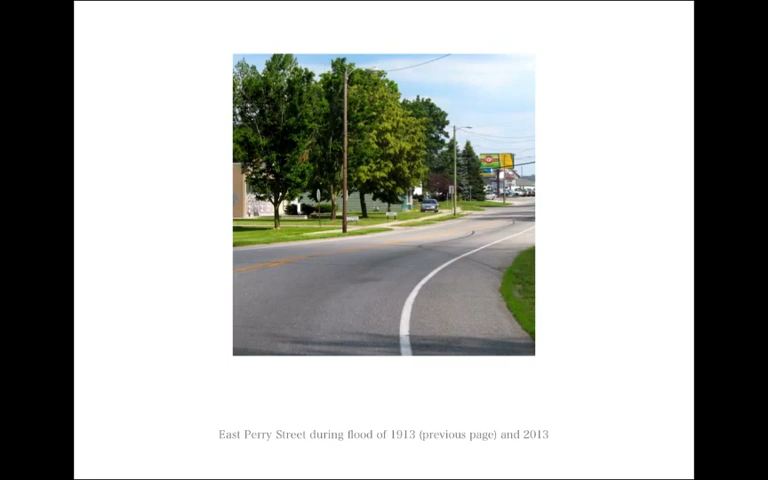 East Perry Street during flood of 1913 (previous page) and 2013